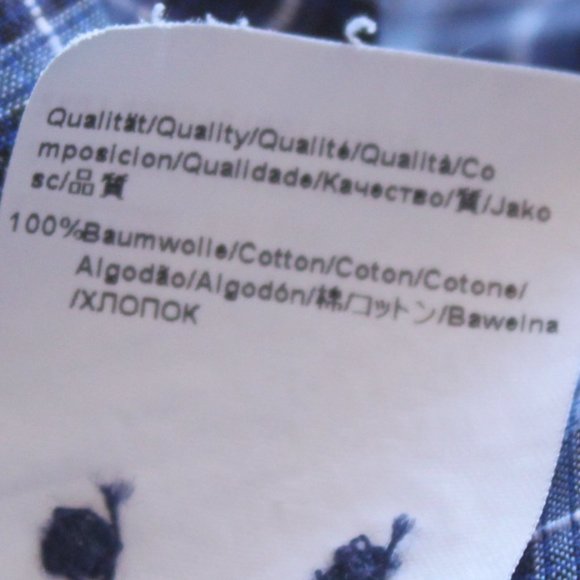 Qualität/Quality/Qualité/Qualità/Co
mposicion/Qualidade/Качество/質/Jako
sc/品質
100%Baumwolle/Cotton/Coton/Cotone/
Algodão/Algodón/綿/コットン/Bawelna
/ХЛОПОК